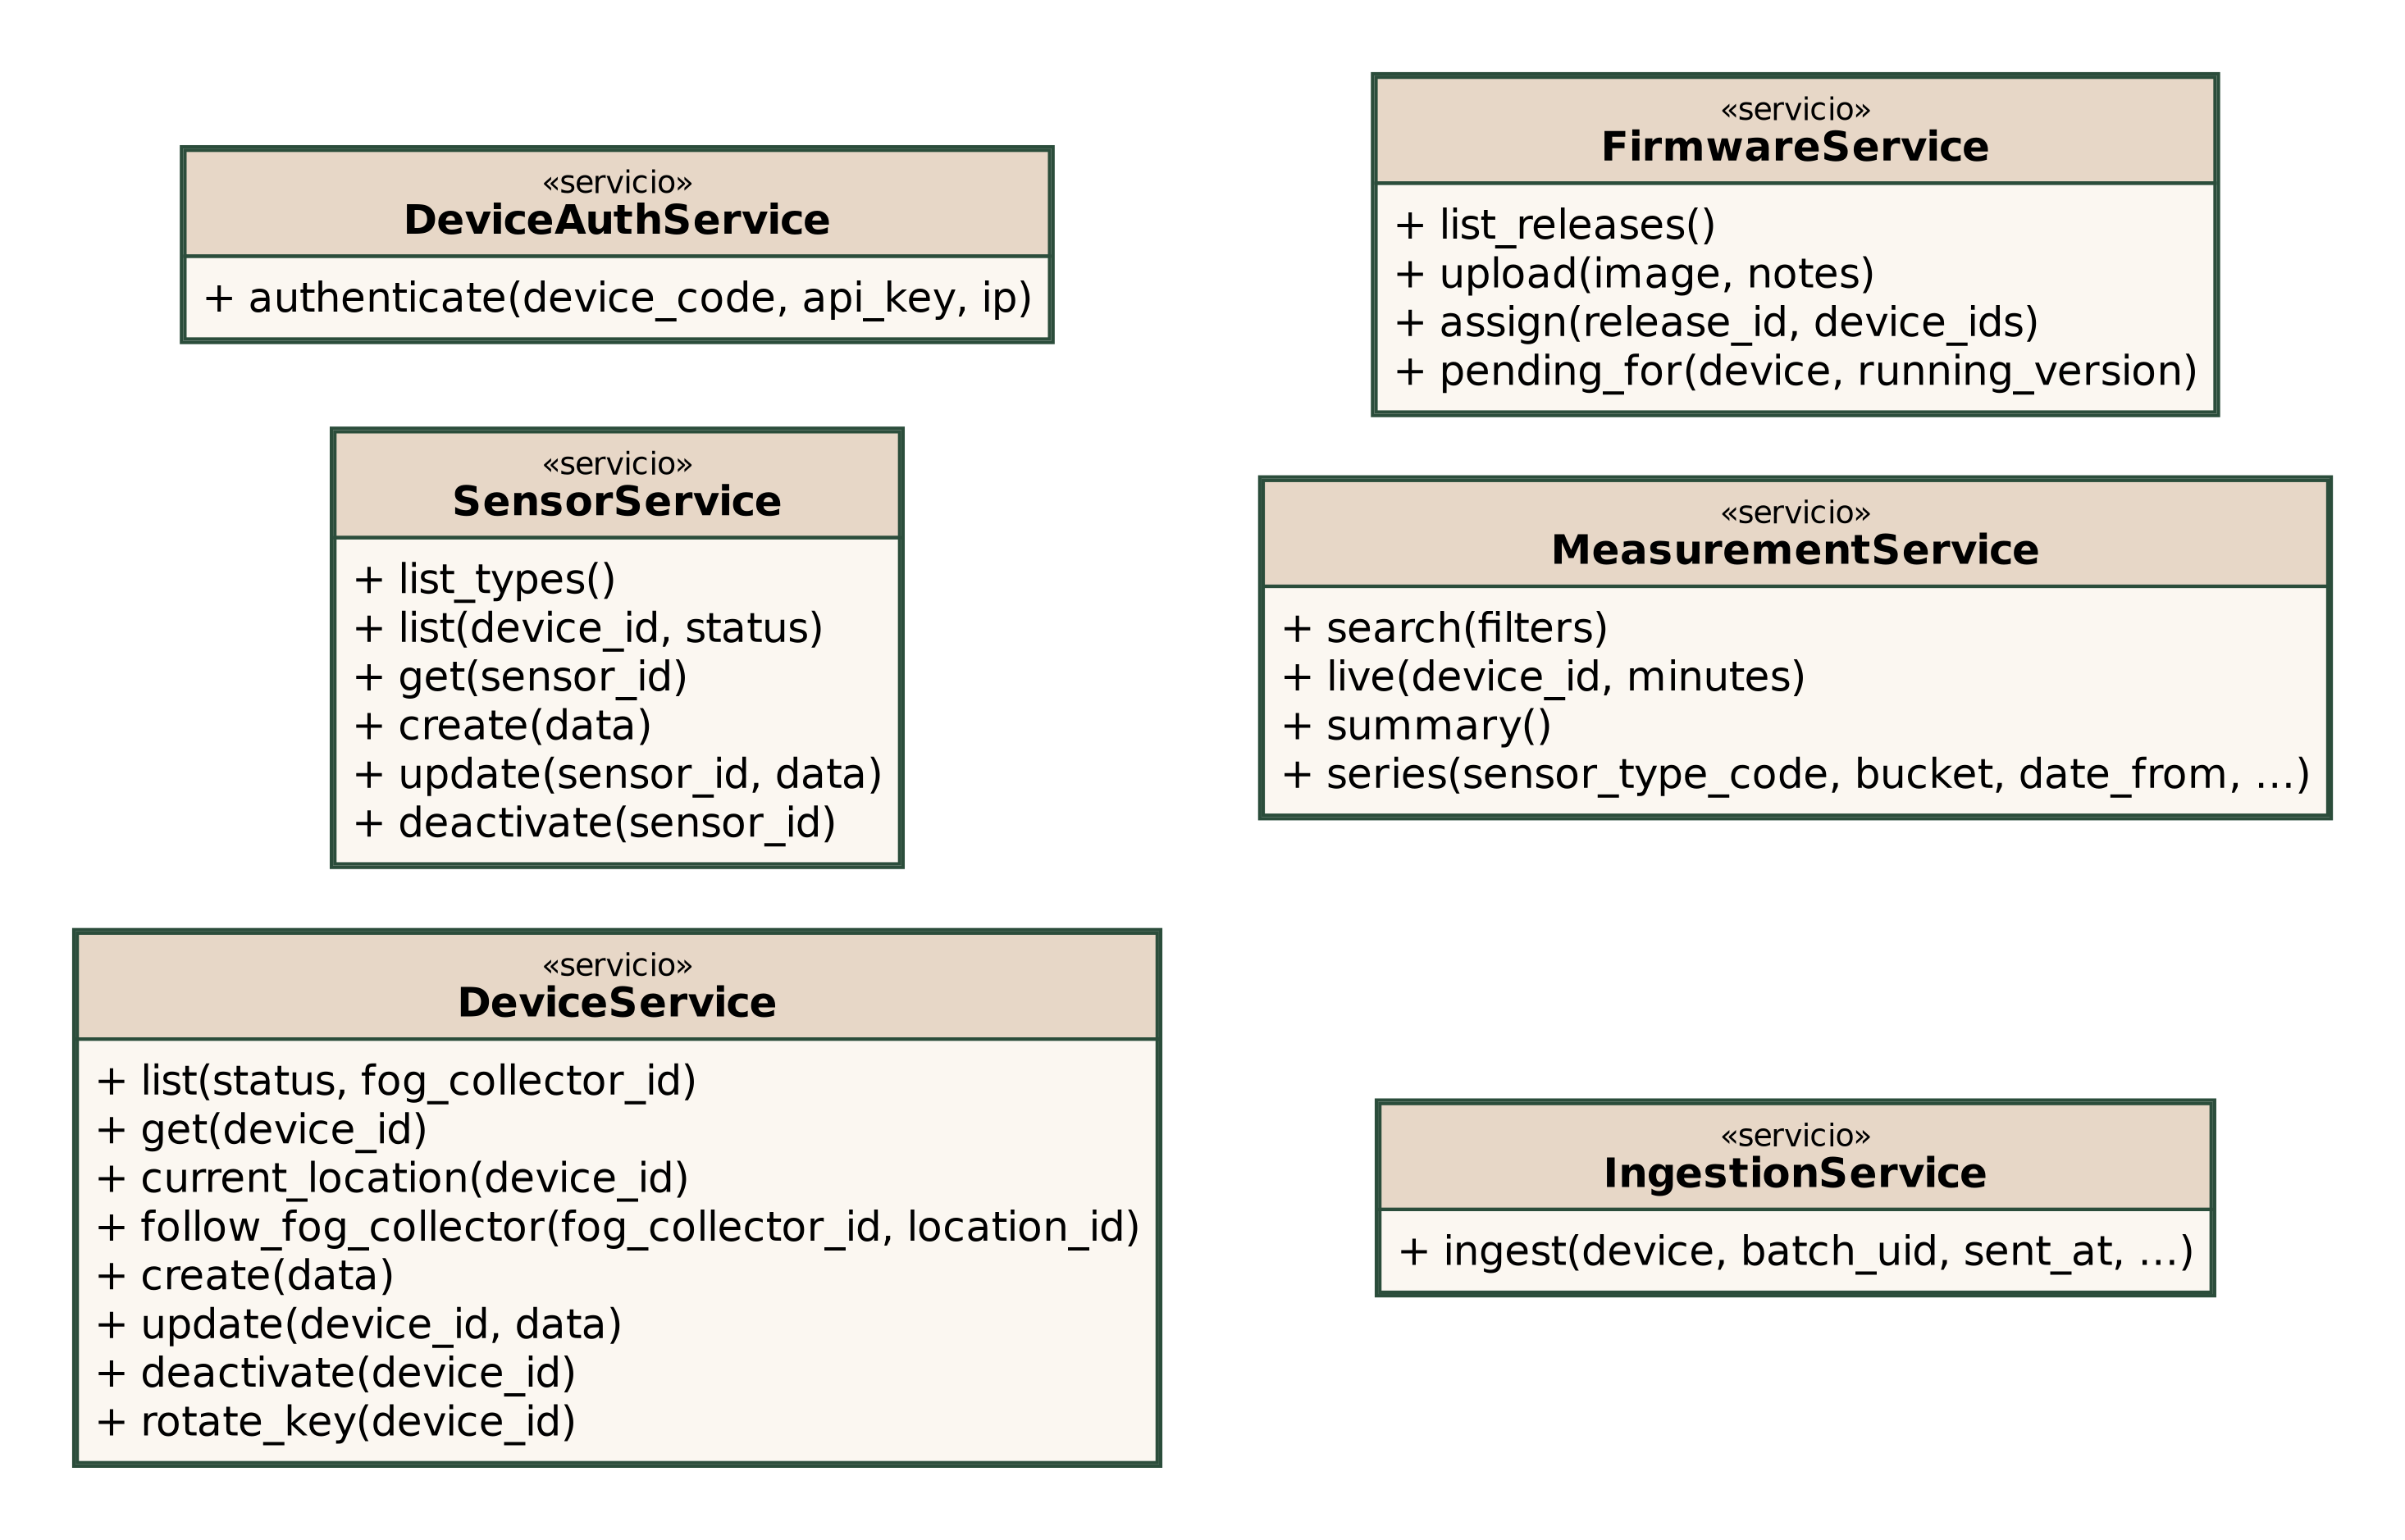 «servicio»
DeviceAuthService
+ authenticate(device_code, api_key, ip)
«servicio»
SensorService
+ list_types()
+ list(device_id, status)
+ get(sensor_id)
+ create(data)
+ update(sensor_id, data)
+ deactivate(sensor_id)
«servicio»
DeviceService
+ list(status, fog_collector_id)
+ get(device_id)
+ current_location(device_id)
+ follow_fog_collector(fog_collector_id, location_id)
+ create(data)
+ update(device_id, data)
+ deactivate(device_id)
+ rotate_key(device_id)
«servicio»
FirmwareService
+ list_releases()
+ upload(image, notes)
+ assign(release_id, device_ids)
+ pending_for(device, running_version)
«servicio»
MeasurementService
+ search(filters)
+ live(device_id, minutes)
+ summary()
+ series(sensor_type_code, bucket, date_from, ...)
«servicio»
IngestionService
+ ingest(device, batch_uid, sent_at, ...)